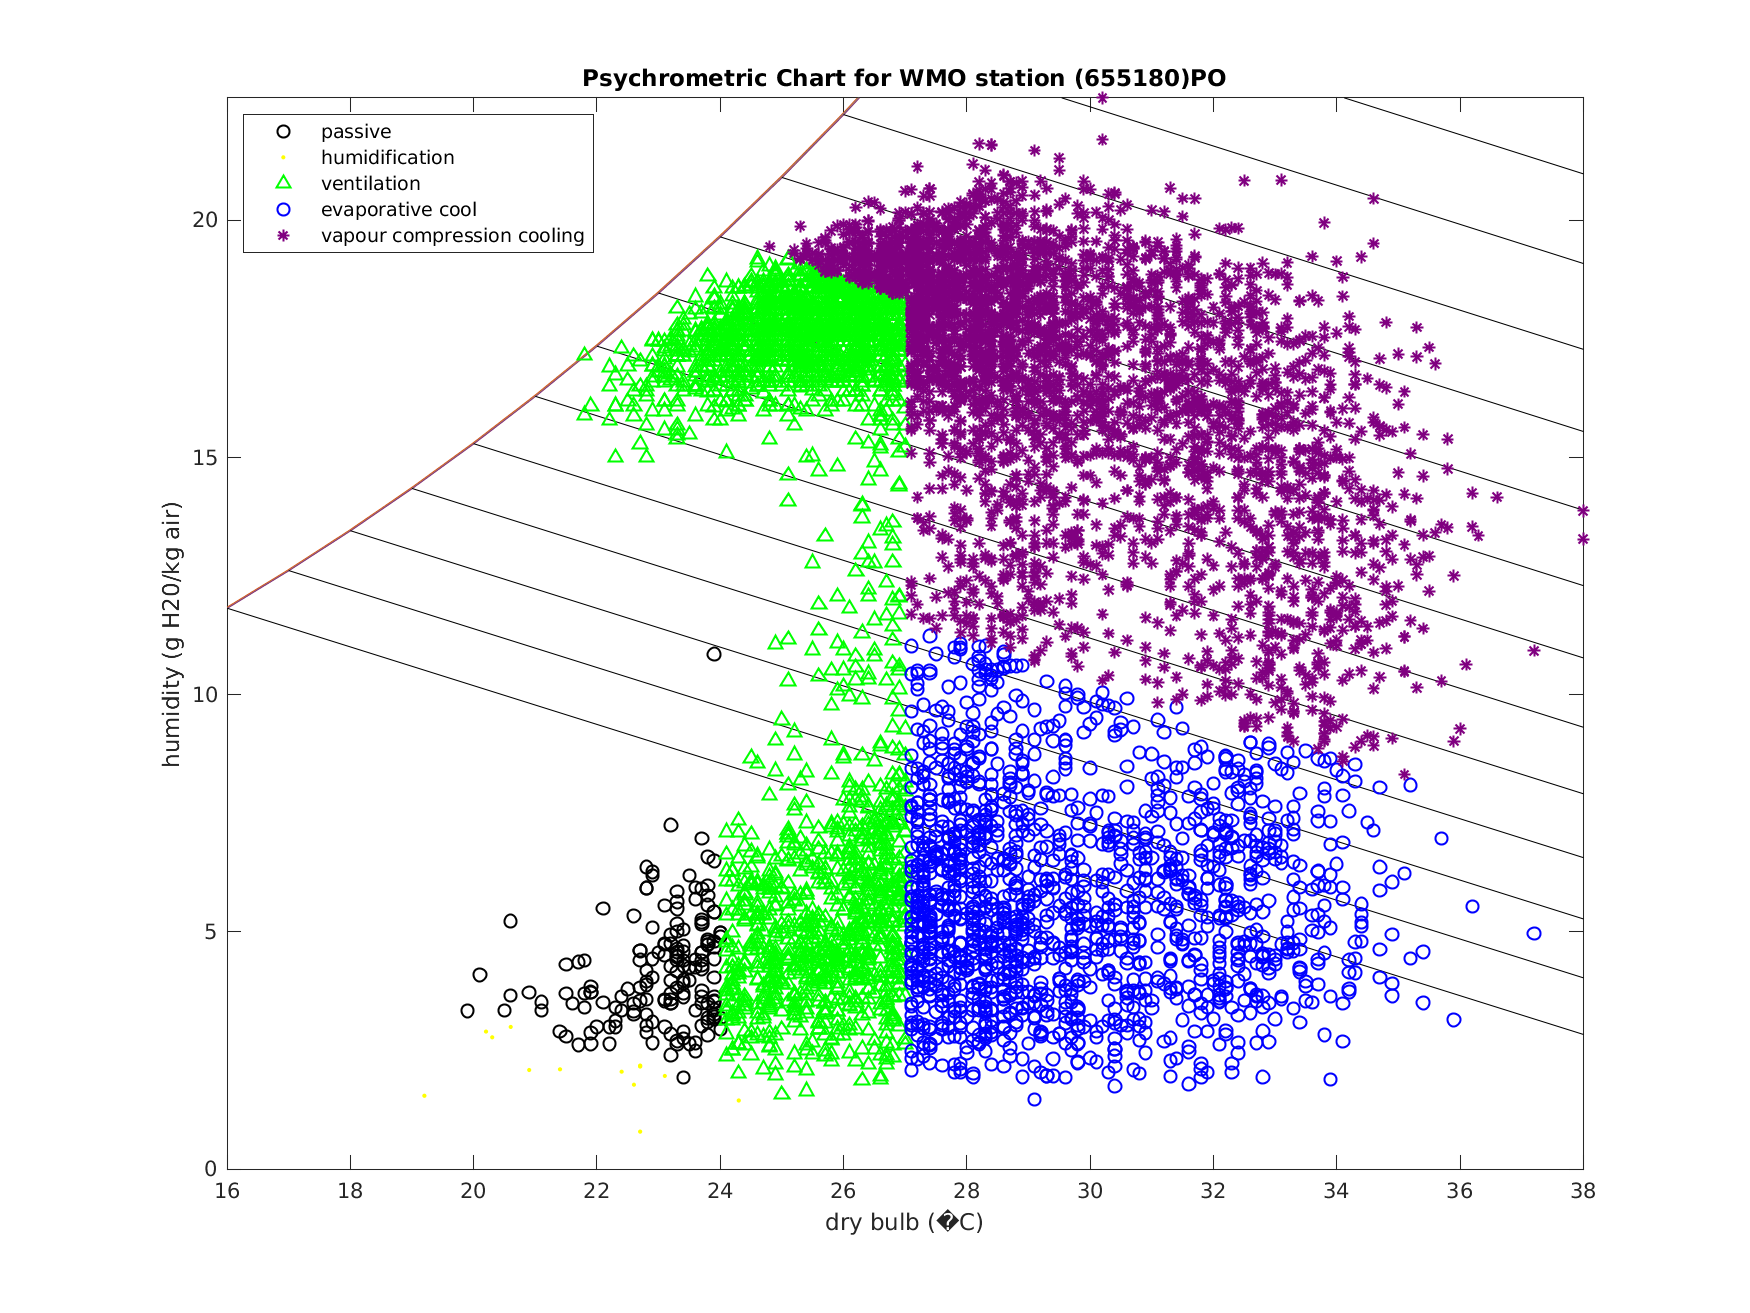 Psychrometric Chart for WMO station (655180)PO
passive
humidification
ventilation
evaporative cool
vapour compression cooling
20
15
10
5
0
humidity (g H20/kg air)
16 18 20 22 24 26 28 30 32 34 36 38
dry bulb (�C)